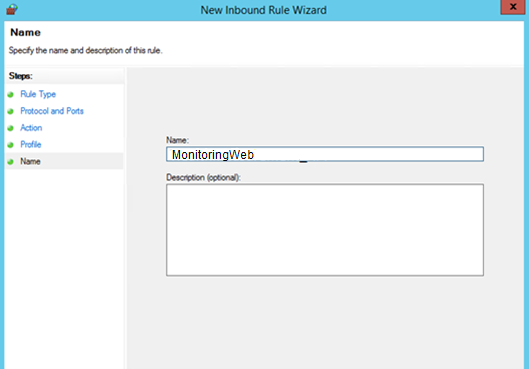 New Inbound Rule Wizard
x
Name
Specify the name and description of this rule.
Steps:
Rule Type
Protocol and Ports
Action
Profile
Name
Name:
MonitoringWeb
Description (optional):